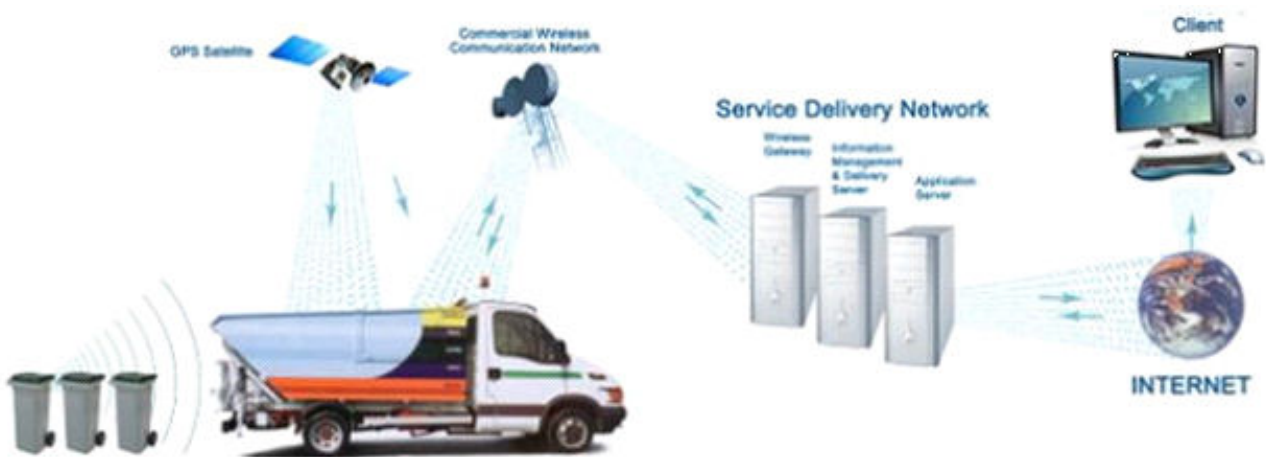 GPS Satellite
Commercial Wireless
Communication Network
Service Delivery Network
Wireless
Gateway
Information
Management
& Delivery
Server
Application
Server
Client
INTERNET